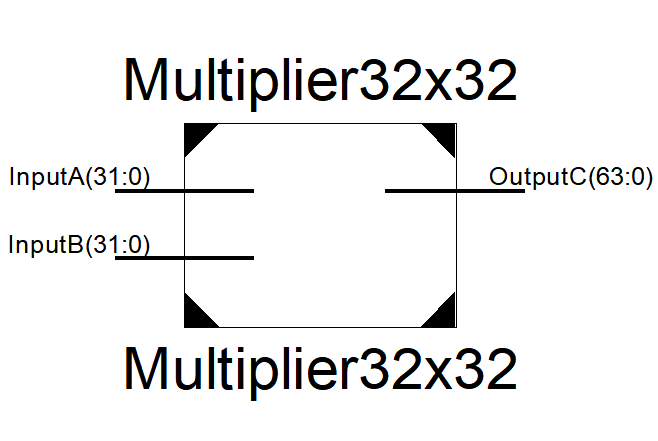 Multiplier32x32
InputA(31:0)
OutputC(63:0)
InputB(31:0)
Multiplier32x32